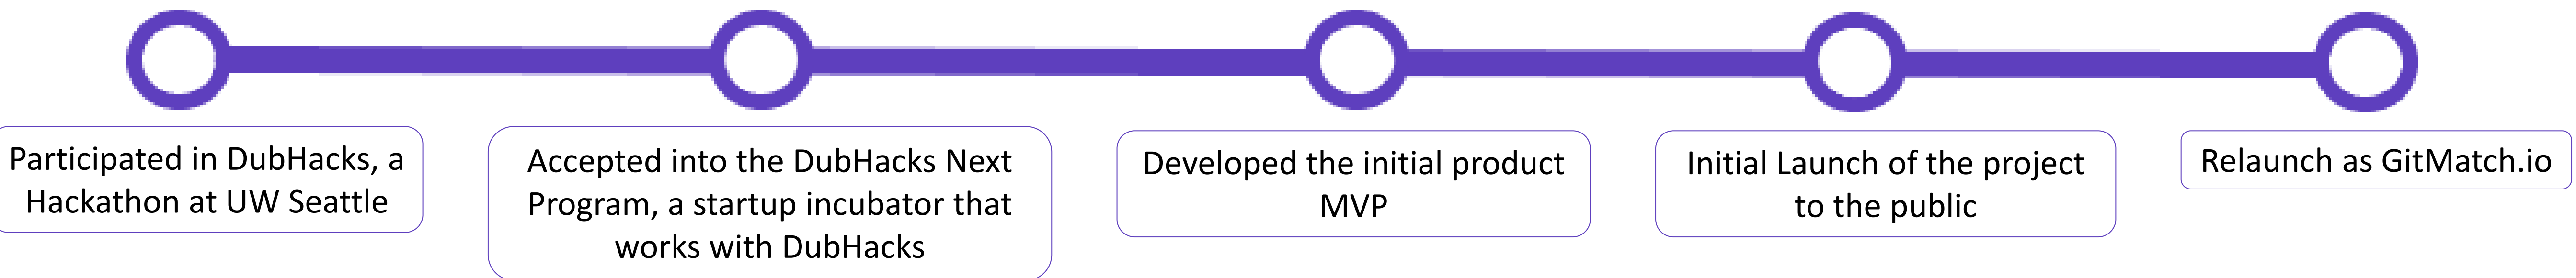 Participated in DubHacks, a
Hackathon at UW Seattle
Accepted into the DubHacks Next
Program, a startup incubator that
works with DubHacks
Developed the initial product
MVP
Initial Launch of the project
to the public
Relaunch as GitMatch.io